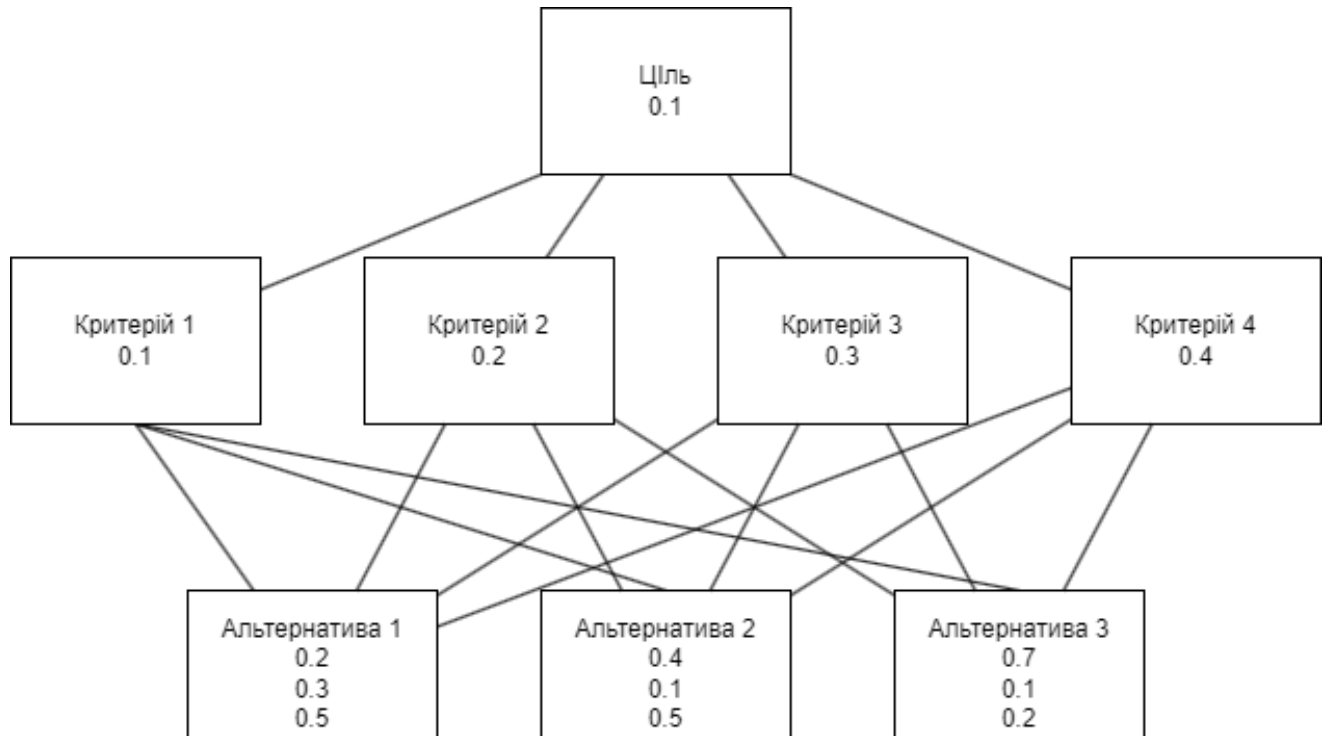 ЦІль
0.1
Критерій 1
0.1
Критерій 2
0.2
Критерій 3
0.3
Критерій 4
0.4
Альтернатива 1
0.2
0.3
0.5
Альтернатива 2
0.4
0.1
0.5
Альтернатива 3
0.7
0.1
0.2